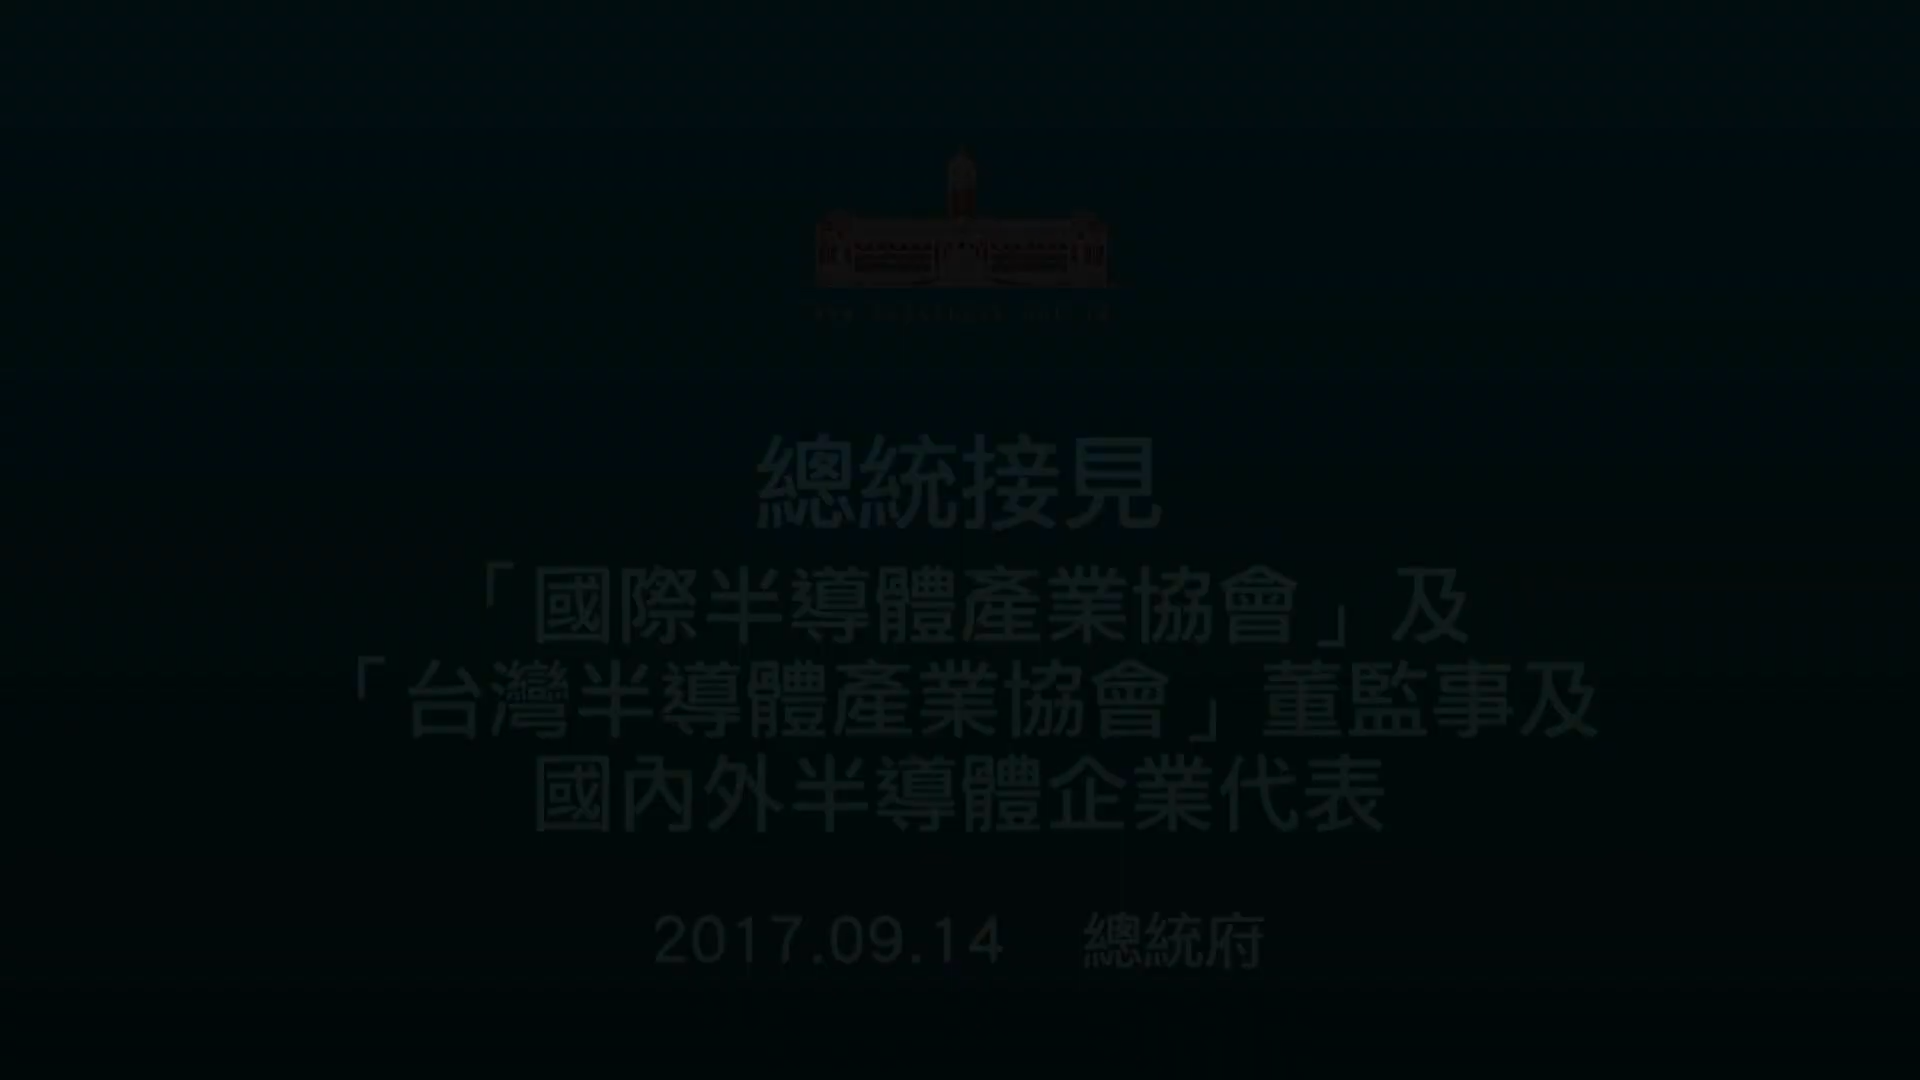 總統接見
「國際半導體產業協會」及
「台灣半導體產業協會」董監事及
國內外半導體企業代表
2017.09.14 總統府